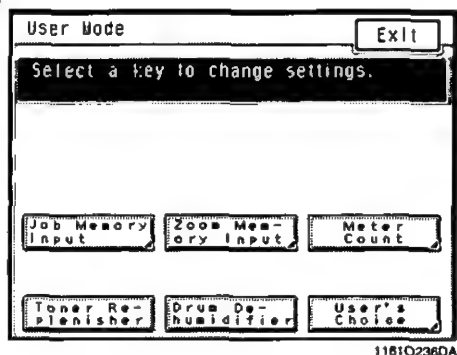 User Mode
Exit
Select a key to change settings.
Job Memory
Input
Zoom Mem-
ory Input
Meter
Count
Toner Re-
plenisher
Drum De-
humidifier
User's
Choice
1161O236DA